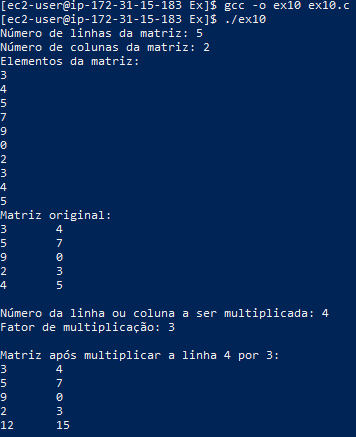 [ec2-user@ip-172-31-15-183 Ex]$ gcc -o ex10 ex10.c
[ec2-user@ip-172-31-15-183 Ex]$ ./ex10
Número de linhas da matriz: 5
Número de colunas da matriz: 2
Elementos da matriz:
3
4
5
7
9
0
2
3
4
5
Matriz original:
3 4
5 7
9 0
2 3
4 5
Número da linha ou coluna a ser multiplicada: 4
Fator de multiplicação: 3
Matriz após multiplicar a linha 4 por 3:
3 4
5 7
9 0
2 3
12 15